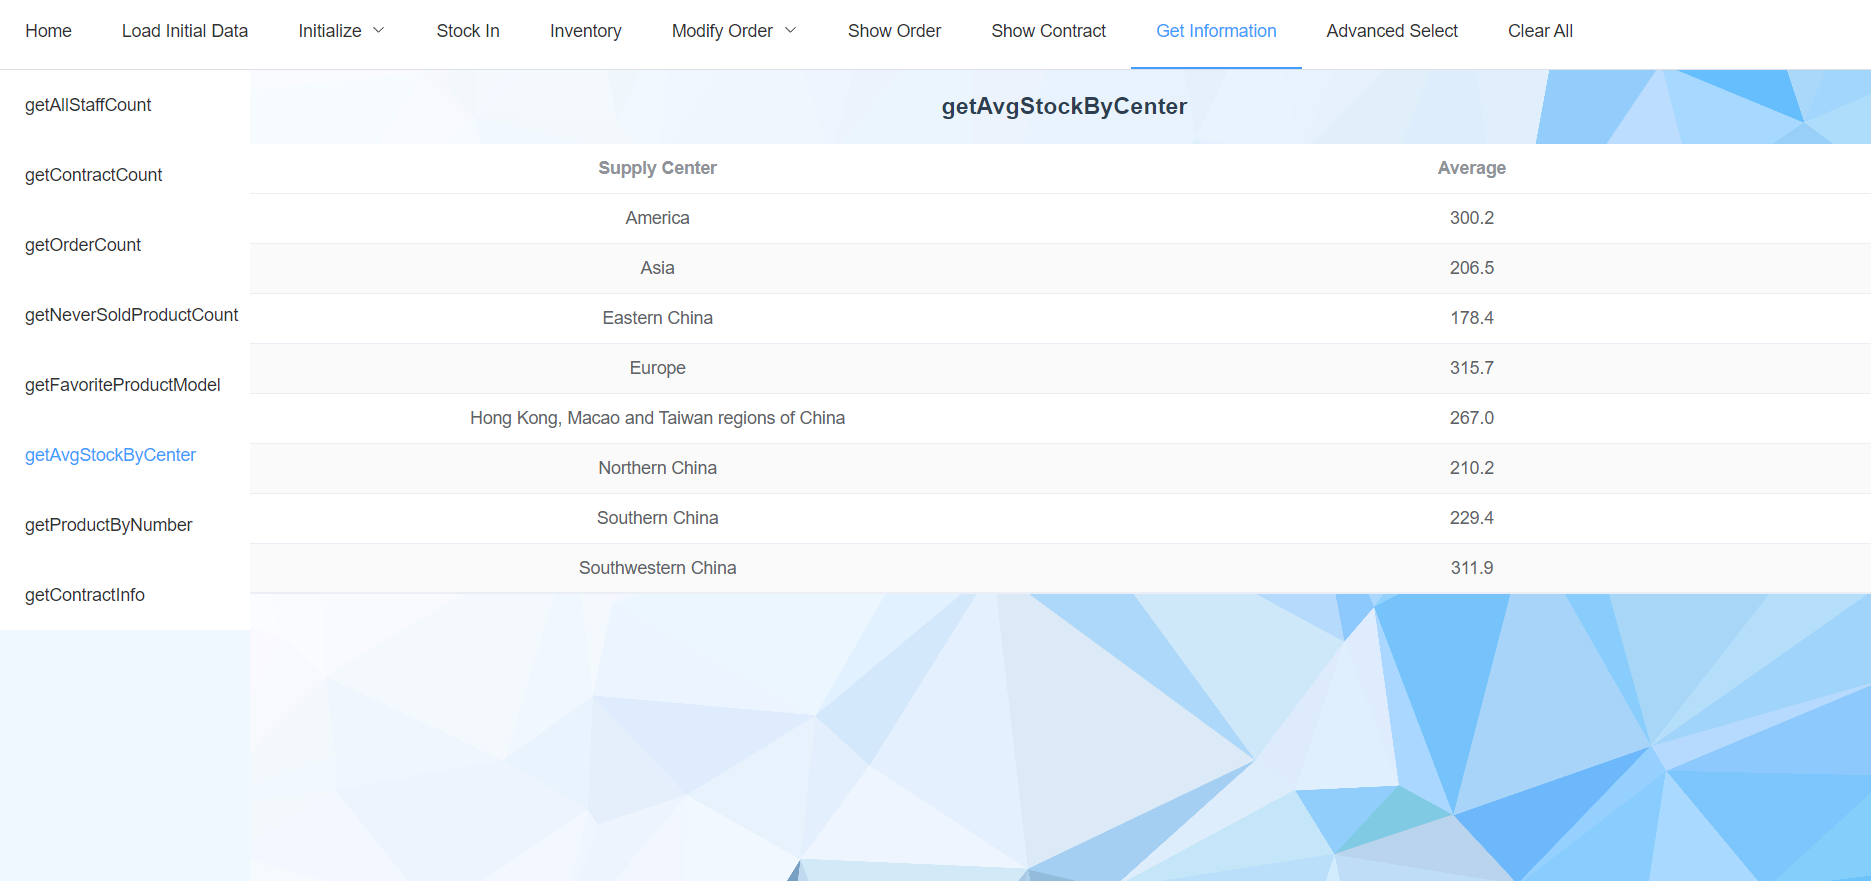 Home Load Initial Data Initialize Stock In Inventory Modify Order Show Order Show Contract Get Information Advanced Select Clear All
getAllStaffCount
getContractCount
getOrderCount
getNeverSoldProductCount
getFavoriteProductModel
getAvgStockByCenter
getProductByNumber
getContractInfo
getAvgStockByCenter
Supply Center Average
America 300.2
Asia 206.5
Eastern China 178.4
Europe 315.7
Hong Kong, Macao and Taiwan regions of China 267.0
Northern China 210.2
Southern China 229.4
Southwestern China 311.9